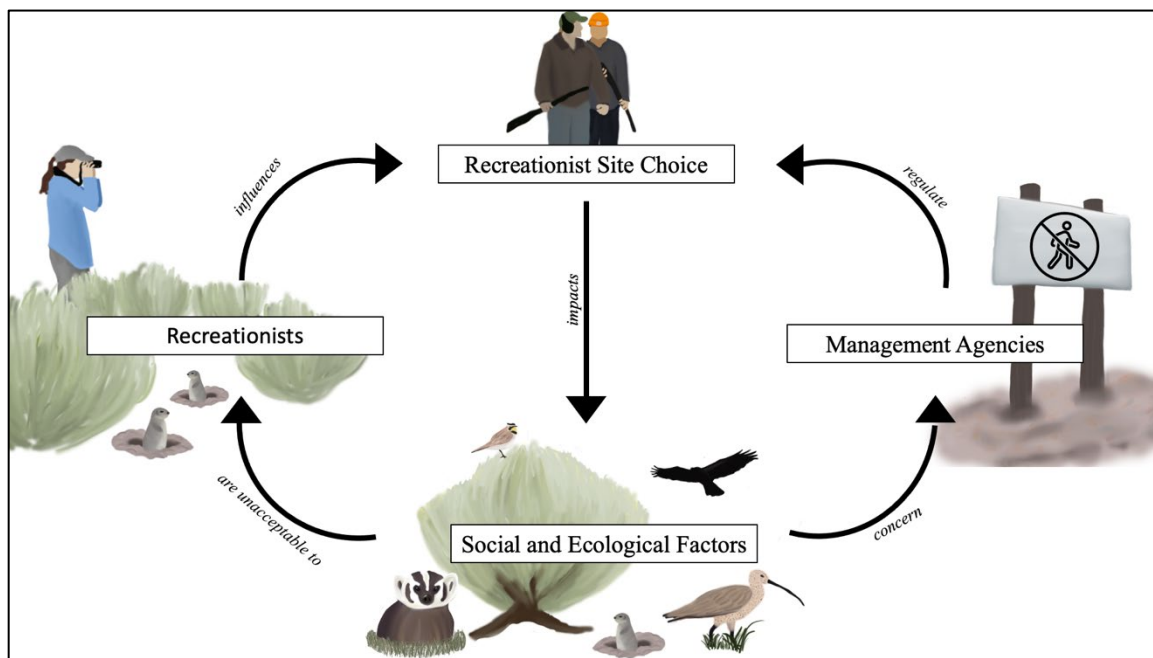 Recreationist Site Choice
influences
regulate
impacts
Recreationists
Management Agencies
are unacceptable to
Social and Ecological Factors
concern